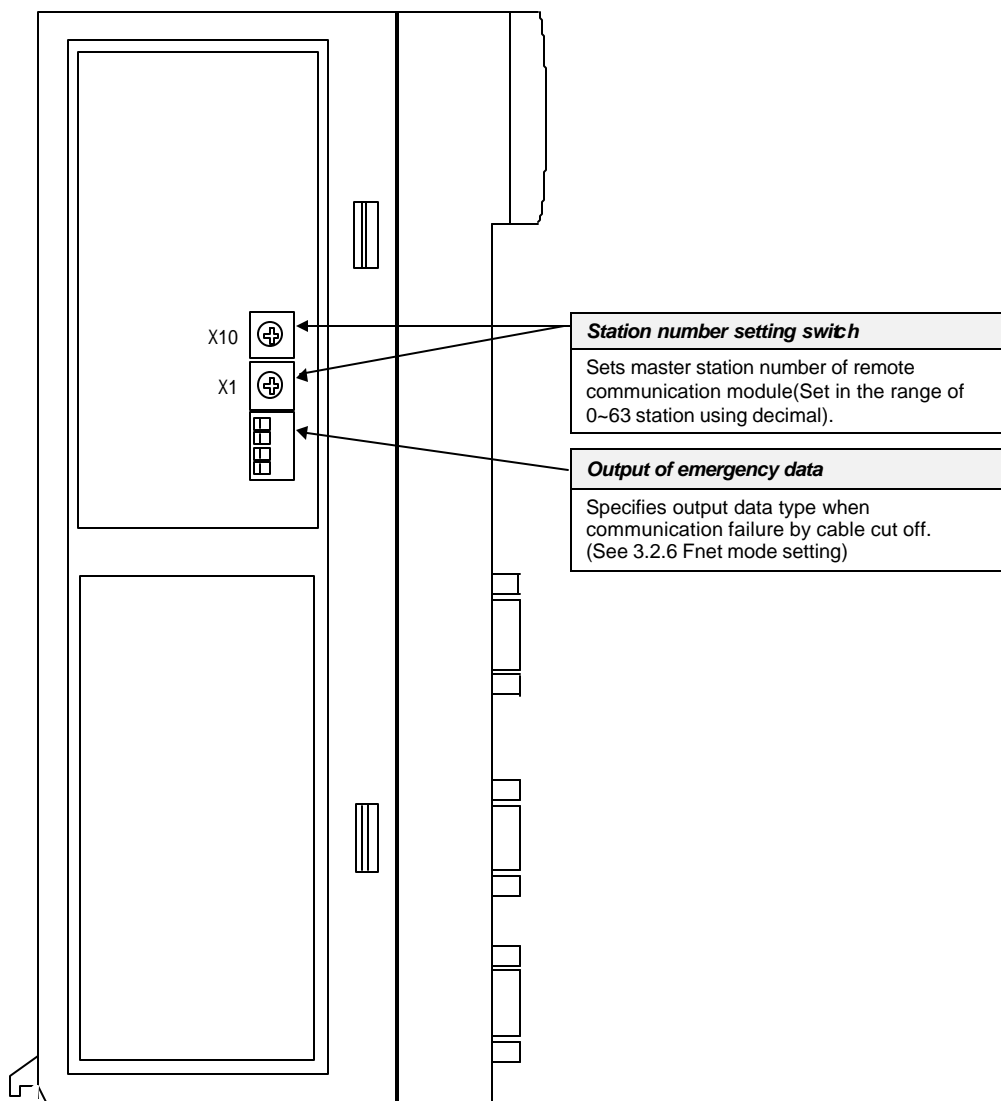 X10
X1
Station number setting switch
Sets master station number of remote
communication module(Set in the range of
0~63 station using decimal).
Output of emergency data
Specifies output data type when
communication failure by cable cut off.
(See 3.2.6 Fnet mode setting)